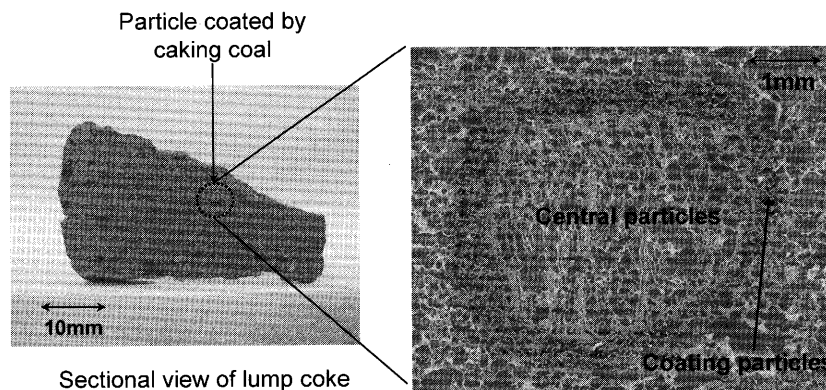 Particle coated by
caking coal
1mm
Central particles
10mm
Coating particles
Sectional view of lump coke